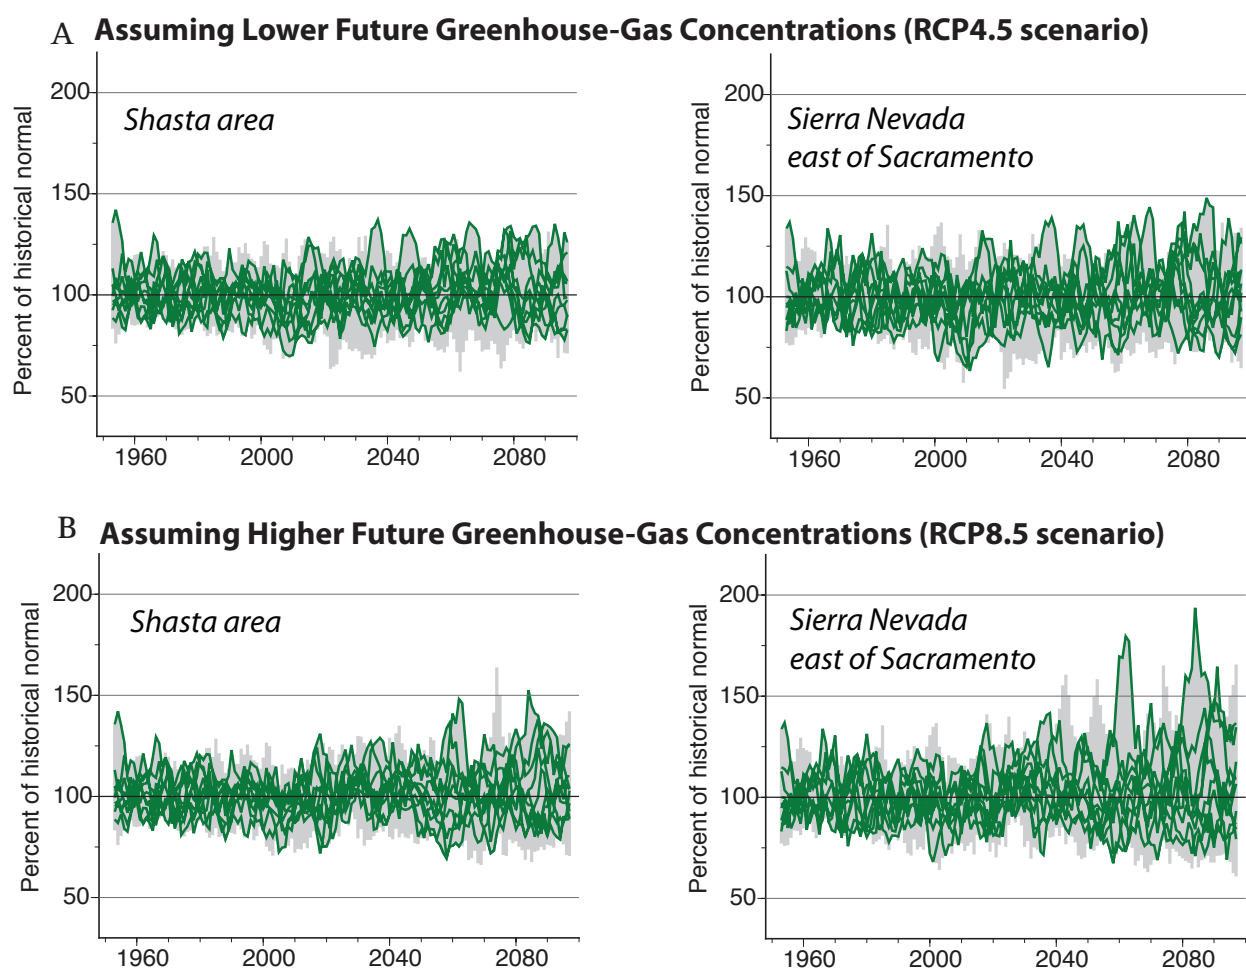 A Assuming Lower Future Greenhouse-Gas Concentrations (RCP4.5 scenario)
Percent of historical normal
200
150
100
50
Shasta area
1960 2000 2040 2080
Percent of historical normal
200
150
100
50
Sierra Nevada
east of Sacramento
1960 2000 2040 2080
B Assuming Higher Future Greenhouse-Gas Concentrations (RCP8.5 scenario)
Percent of historical normal
200
150
100
50
Shasta area
1960 2000 2040 2080
Percent of historical normal
200
150
100
50
Sierra Nevada
east of Sacramento
1960 2000 2040 2080